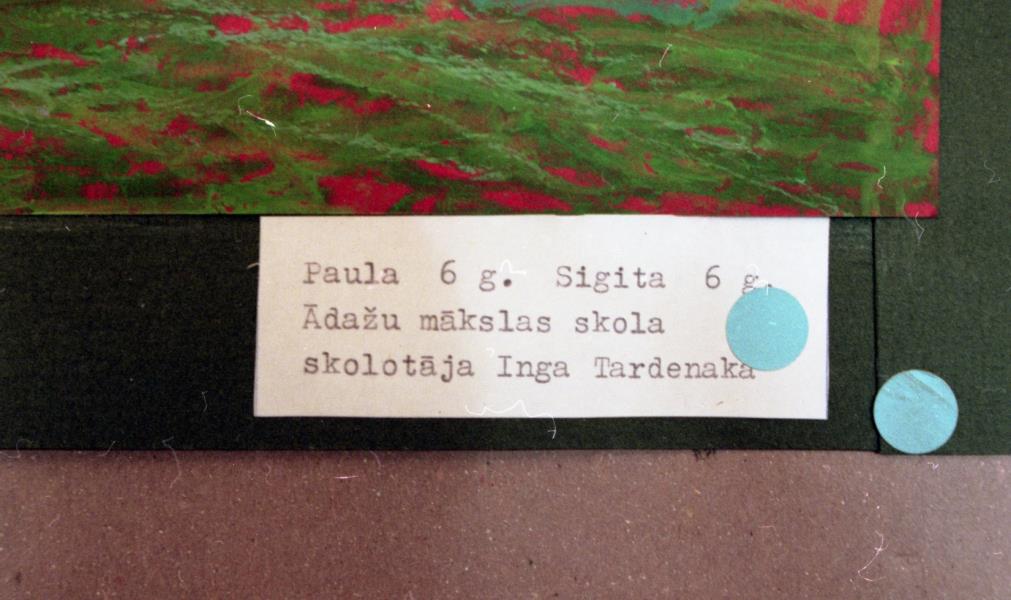 Paula 6 g. Sigita 6 g.
Ādažu mākslas skola
skolotāja Inga Tardenaka